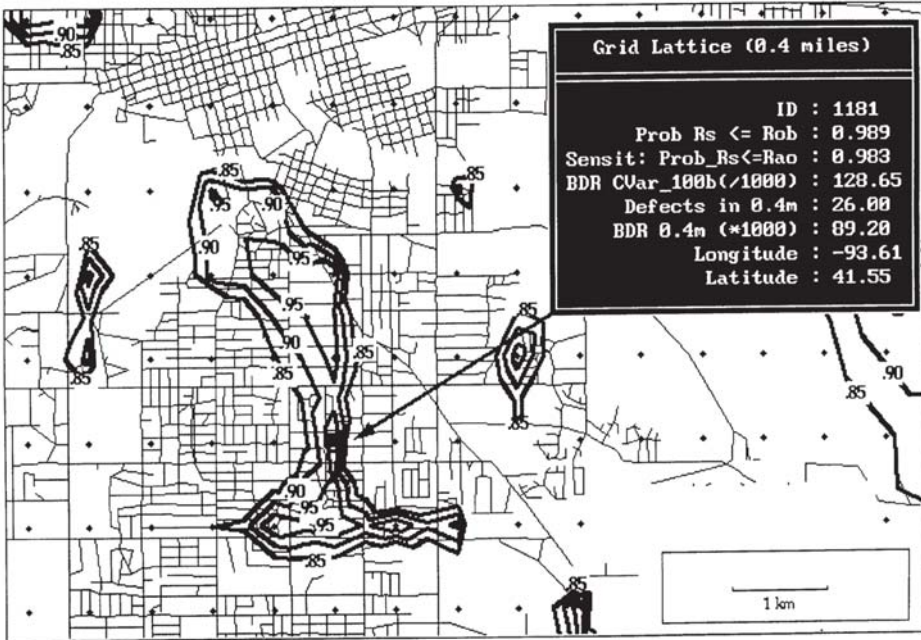 Grid Lattice (0.4 miles)
ID : 1181
Prob Rs <= Rob : 0.989
Sensit: Prob_Rs<=Rao : 0.983
BDR CVar_100b(/1000) : 128.65
Defects in 0.4m : 26.00
BDR 0.4m (*1000) : 89.20
Longitude : -93.61
Latitude : 41.55
.90
.85
.85
.85
.95
.90
.90
.95
.85
.95
.85
.90
.90
.85
.85
.85
.85
.85
.90
.95
.95
.85
.85
1 km